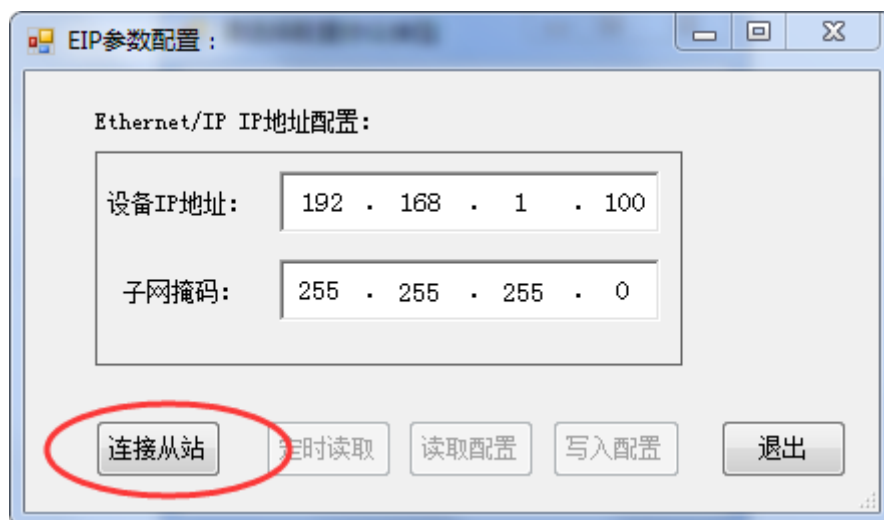 EIP参数配置：
Ethernet/IP IP地址配置：
设备IP地址： 192 . 168 . 1 . 100
子网掩码： 255 . 255 . 255 . 0
连接从站 定时读取 读取配置 写入配置 退出